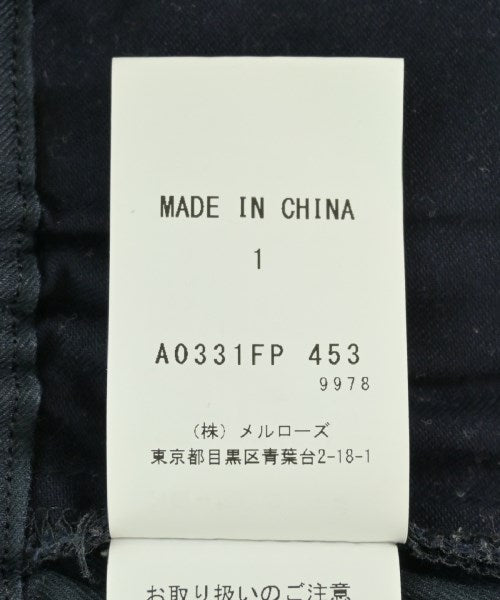 MADE IN CHINA
1
A0331FP 453
9978
(株) メルローズ
東京都目黒区青葉台2-18-1
お取り扱いのご注意